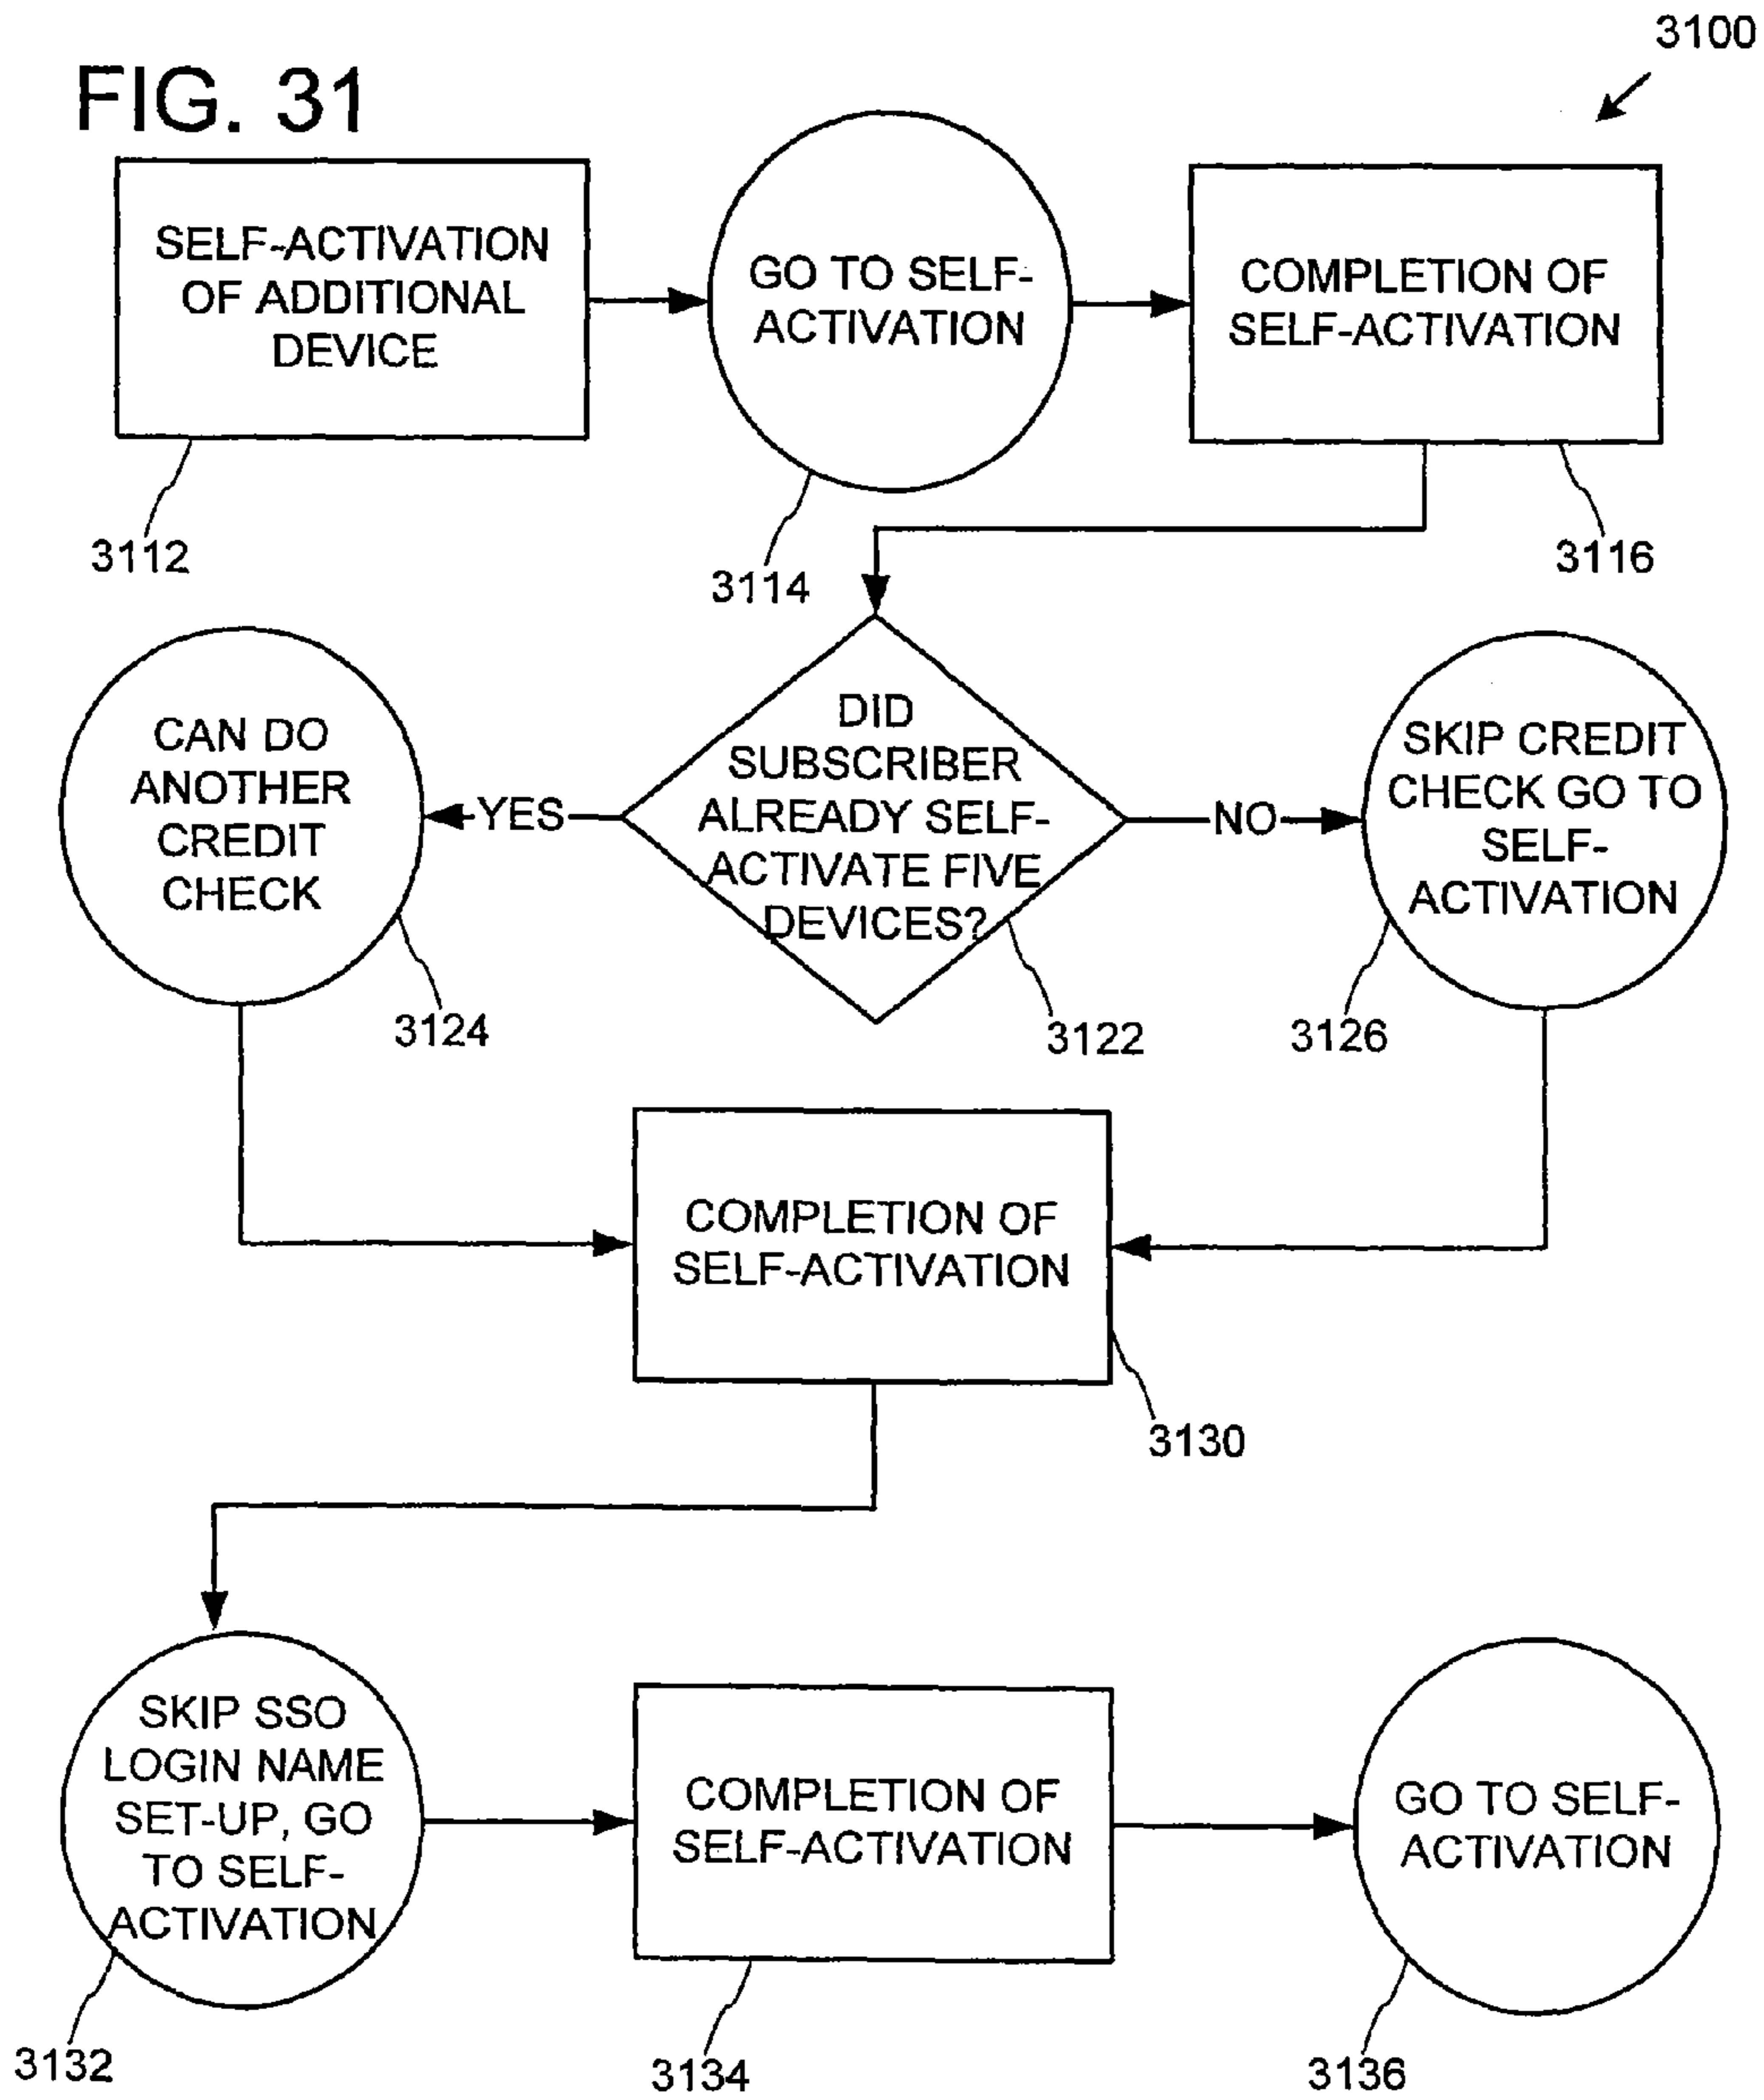 3100
FIG. 31
SELF-ACTIVATION
OF ADDITIONAL
DEVICE
GO TO SELF-
ACTIVATION
COMPLETION OF
SELF-ACTIVATION
3112
3114
3116
CAN DO
ANOTHER
CREDIT
CHECK
YES
DID
SUBSCRIBER
ALREADY SELF-
ACTIVATE FIVE
DEVICES?
NO
SKIP CREDIT
CHECK GO TO
SELF-
ACTIVATION
3124
3122
3126
COMPLETION OF
SELF-ACTIVATION
3130
SKIP SSO
LOGIN NAME
SET-UP, GO
TO SELF-
ACTIVATION
COMPLETION OF
SELF-ACTIVATION
GO TO SELF-
ACTIVATION
3132
3134
3136